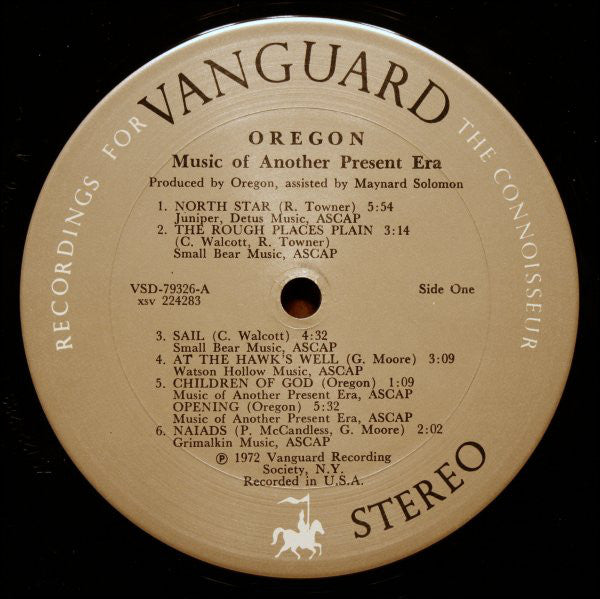 RECORDINGS FOR VANGUARD THE CONNOISSEUR
OREGON
Music of Another Present Era
Produced by Oregon, assisted by Maynard Solomon
1. NORTH STAR (R. Towner) 5:54
Juniper, Detus Music, ASCAP
2. THE ROUGH PLACES PLAIN 3:14
(C. Walcott, R. Towner)
Small Bear Music, ASCAP
VSD-79326-A
xsv 224283
Side One
3. SAIL (C. Walcott) 4:32
Small Bear Music, ASCAP
4. AT THE HAWK'S WELL (G. Moore) 3:09
Watson Hollow Music, ASCAP
5. CHILDREN OF GOD (Oregon) 1:09
Music of Another Present Era, ASCAP
OPENING (Oregon) 5:32
Music of Another Present Era, ASCAP
6. NAIADS (P. McCandless, G. Moore) 2:02
Grimalkin Music, ASCAP
℗ 1972 Vanguard Recording
Society, N.Y.
Recorded in U.S.A.
STEREO